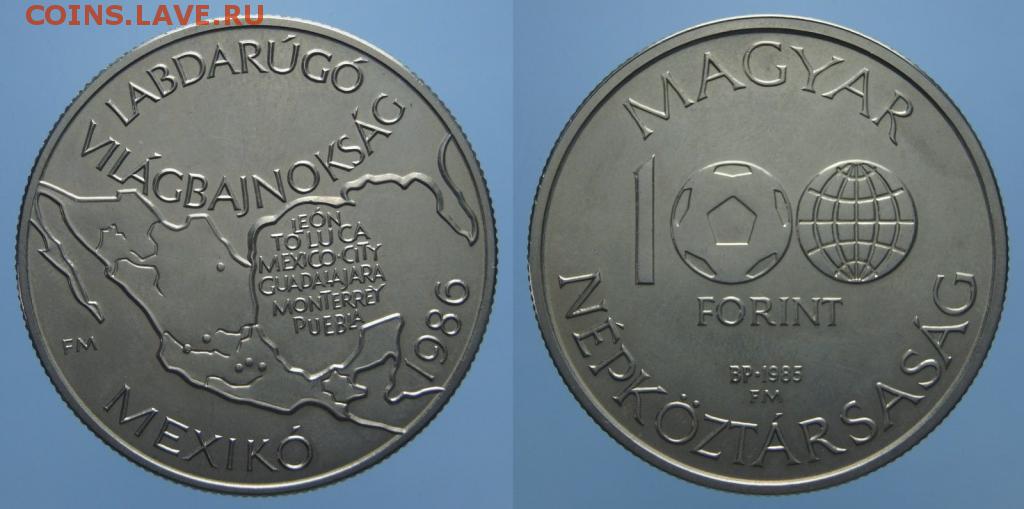 COINS.LAVE.РУ
LABDARÚGÓ
VILÁGBAJNOKSÁG
LEÓN
TOLUCA
MEXICO-CITY
GUADALAJARA
MONTERREY
PUEBLA
1986
FM
MEXIKÓ
MAGYAR
100
FORINT
BP·1985
FM
NÉPKÖZTÁRSASÁG